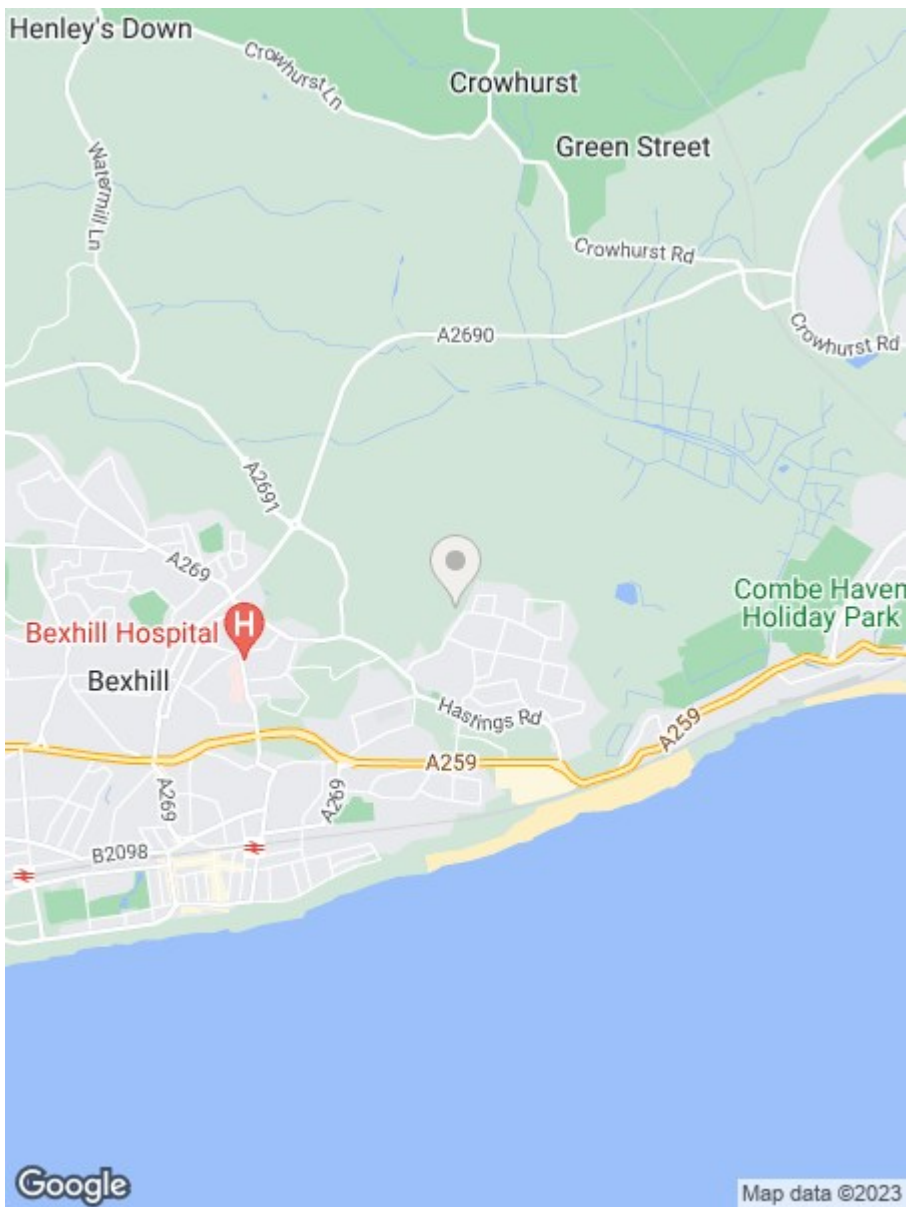 Henley's Down
Crowhurst Ln
Crowhurst
Green Street
Watermill Ln
Crowhurst Rd
A2690
Crowhurst Rd
A2691
A269
Combe Haven
Holiday Park
H
Bexhill Hospital
Bexhill
Hastings Rd
A259
A259
A269
A269
B2098
Google
Map data ©2023